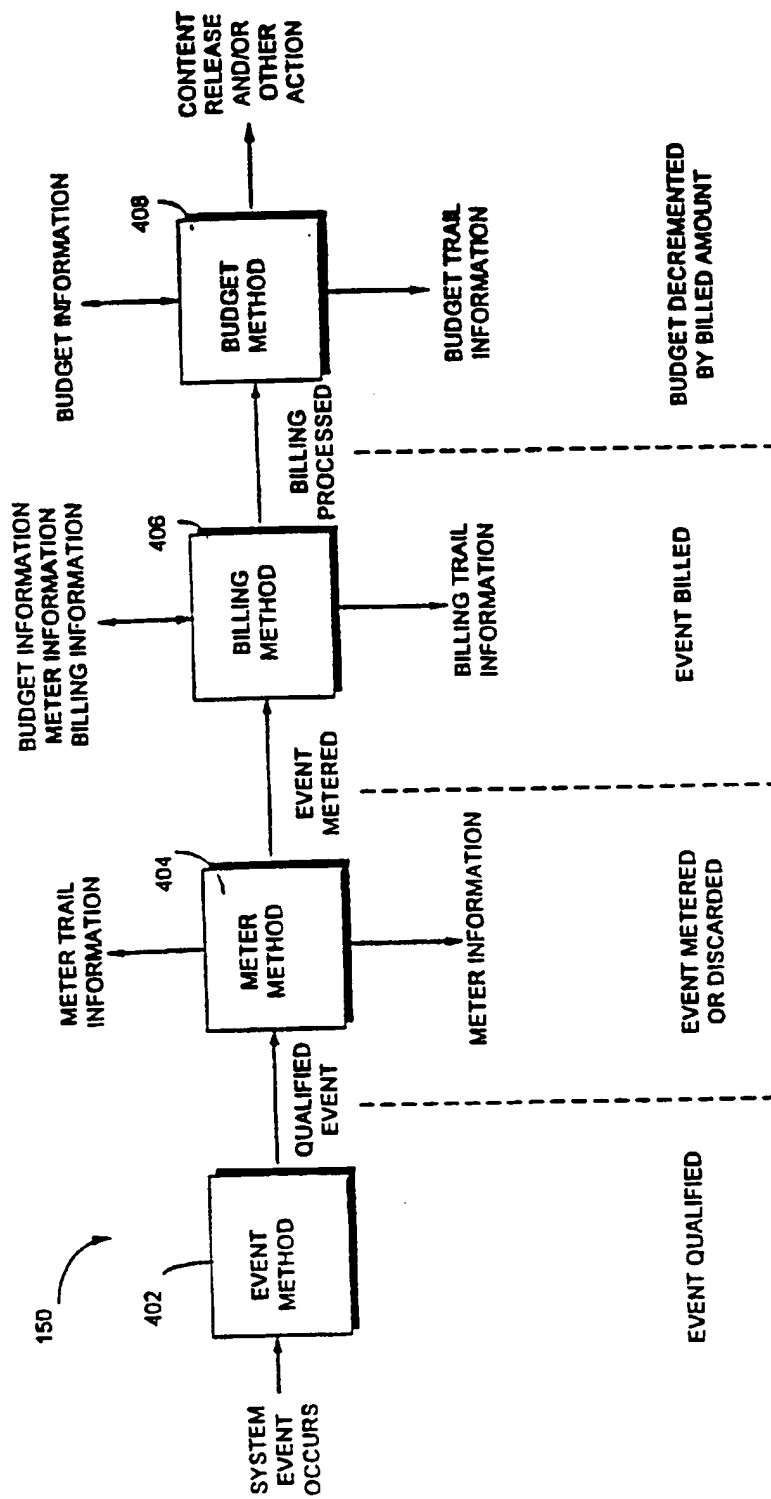 150
SYSTEM
EVENT
OCCURS
402
EVENT
METHOD
QUALIFIED
EVENT
EVENT QUALIFIED
METER TRAIL
INFORMATION
404
METER
METHOD
METER INFORMATION
EVENT
METERED
EVENT METERED
OR DISCARDED
BUDGET INFORMATION
METER INFORMATION
BILLING INFORMATION
406
BILLING
METHOD
BILLING TRAIL
INFORMATION
BILLING
PROCESSED
EVENT BILLED
BUDGET INFORMATION
408
BUDGET
METHOD
BUDGET TRAIL
INFORMATION
CONTENT
RELEASE
AND/OR
OTHER
ACTION
BUDGET DECREMENTED
BY BILLED AMOUNT